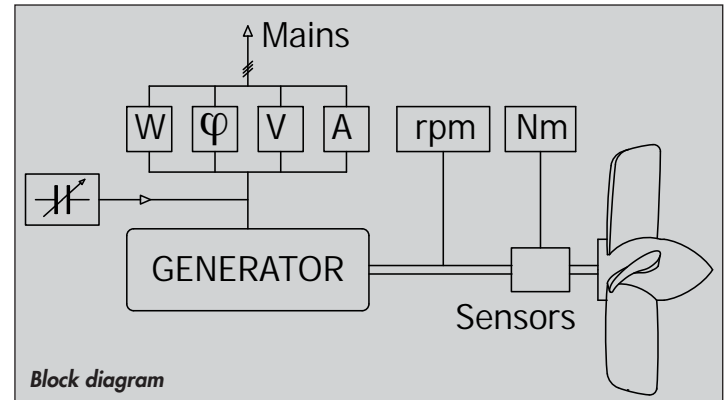 Mains
W φ V A rpm Nm
GENERATOR
Sensors
Block diagram